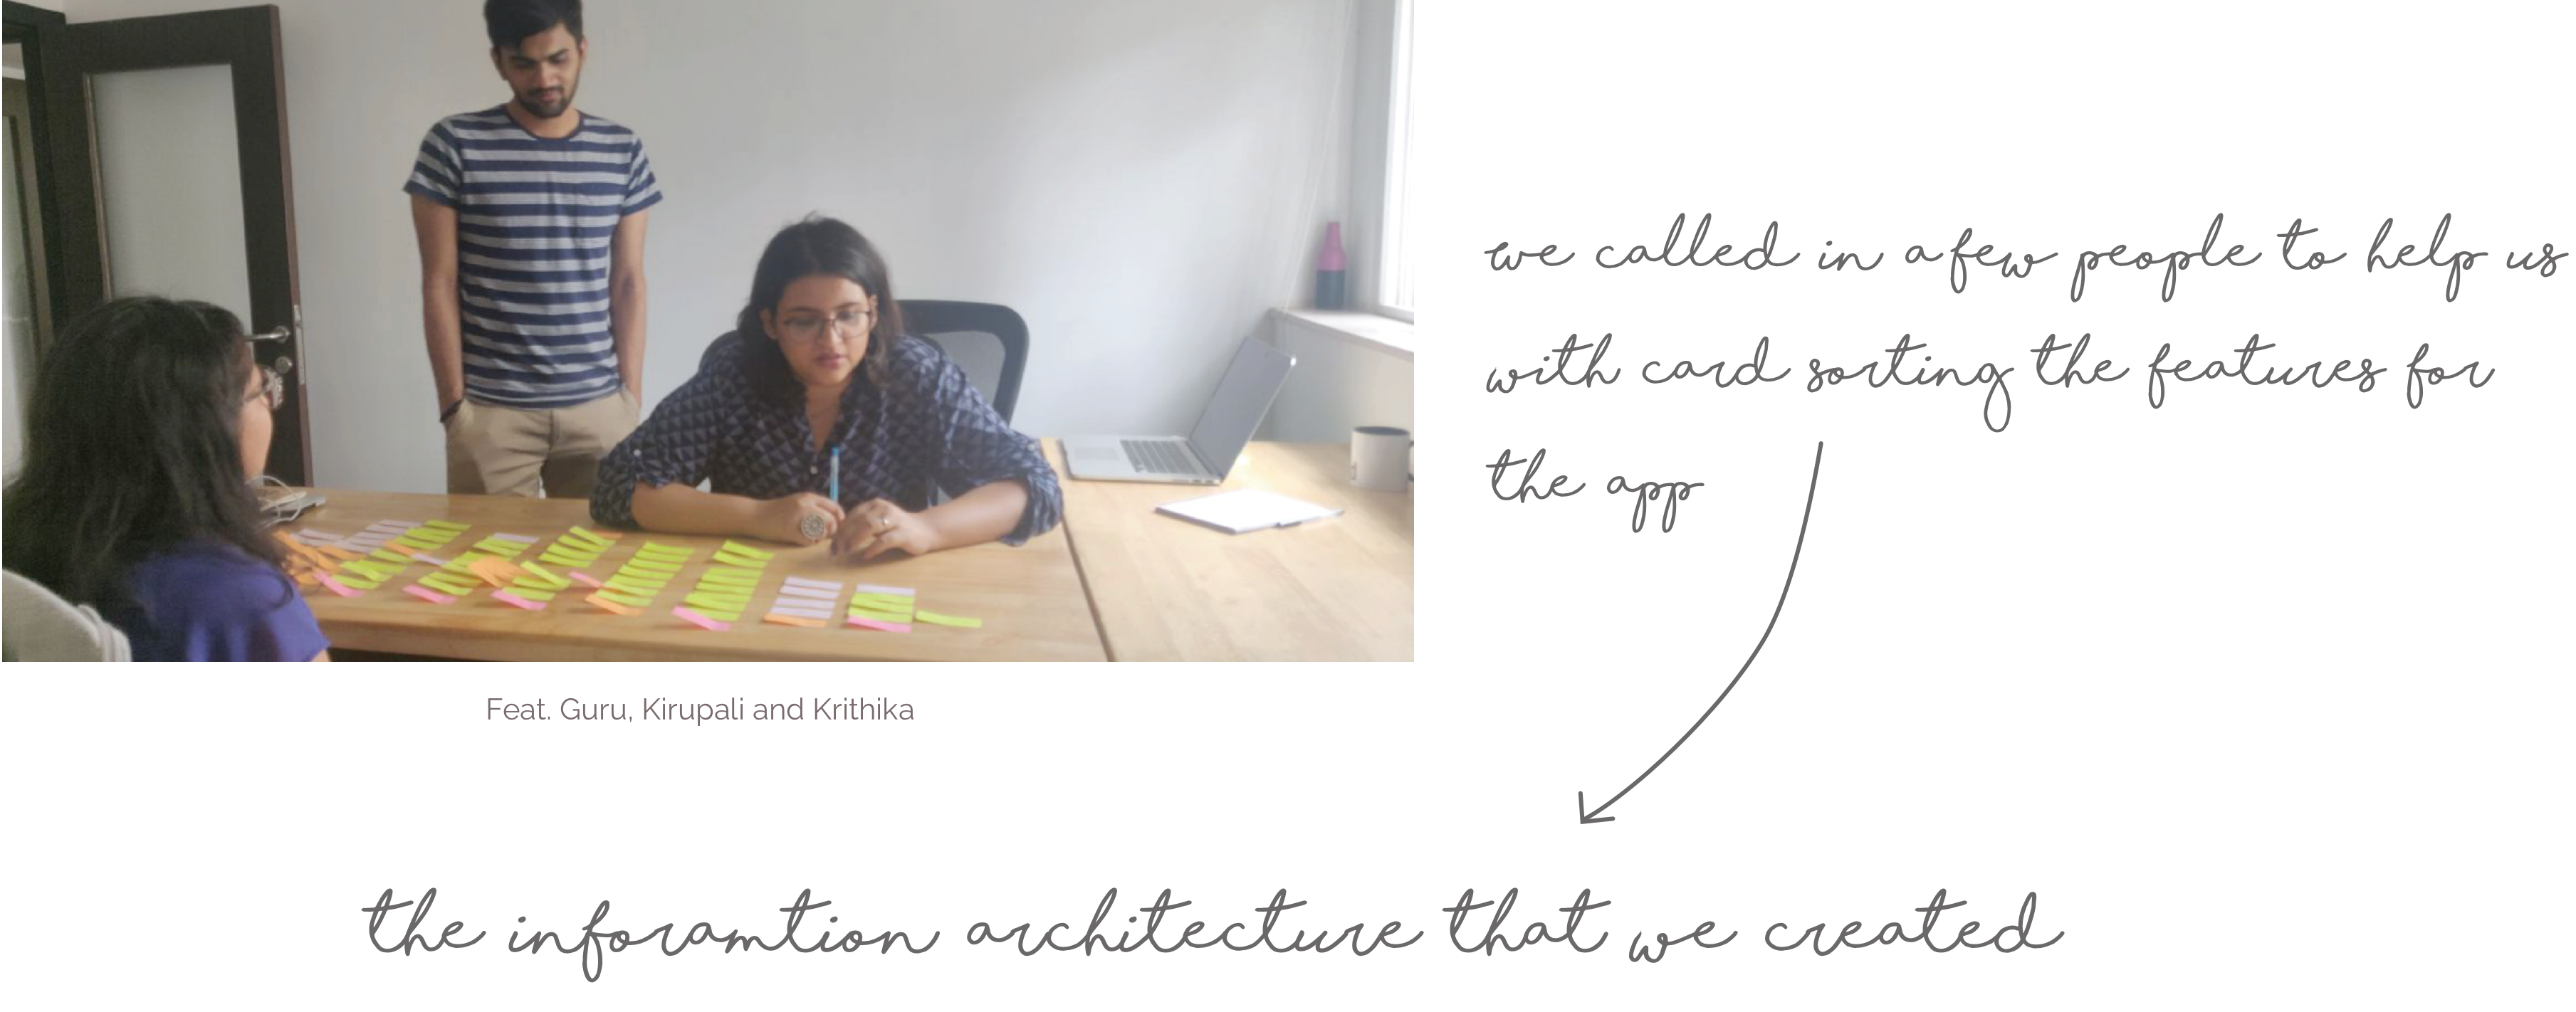 we called in a few people to help us
with card sorting the features for
the app
Feat. Guru, Kirupali and Krithika
the inforamtion architecture that we created